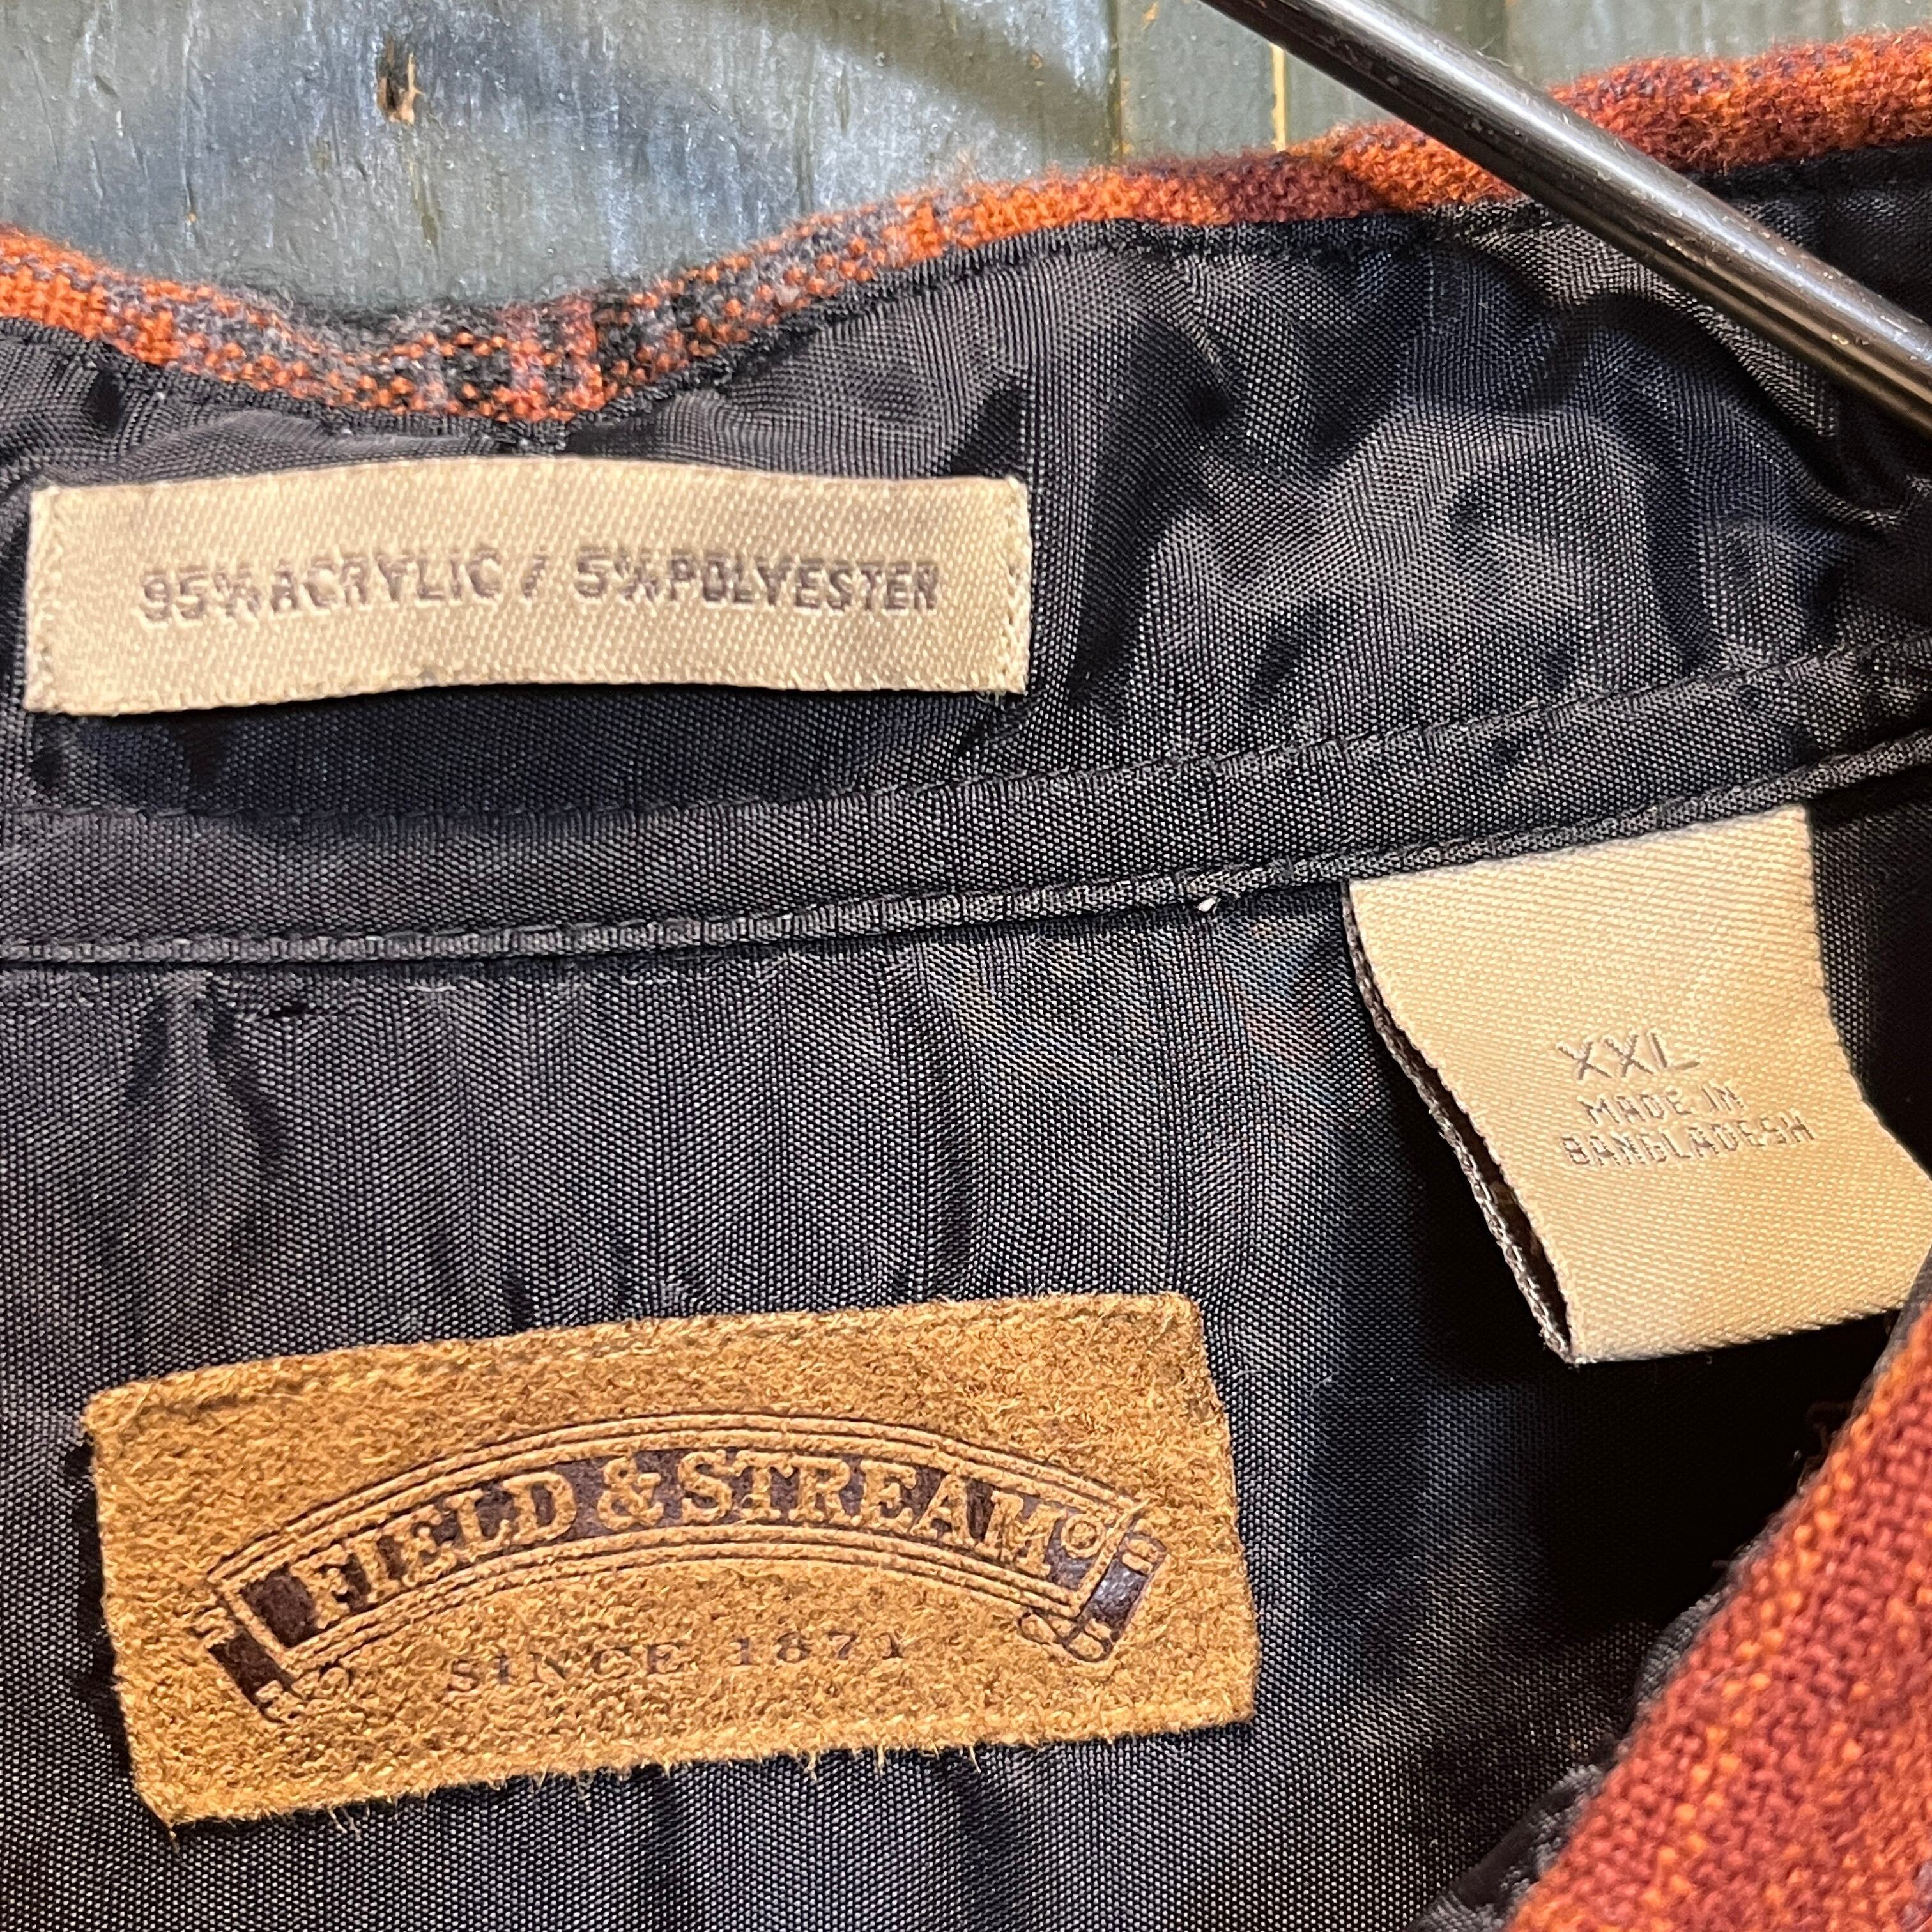 95% ACRYLIC / 5% POLYESTER
XXL
MADE IN
BANGLADESH
FIELD & STREAM®
SINCE 1871